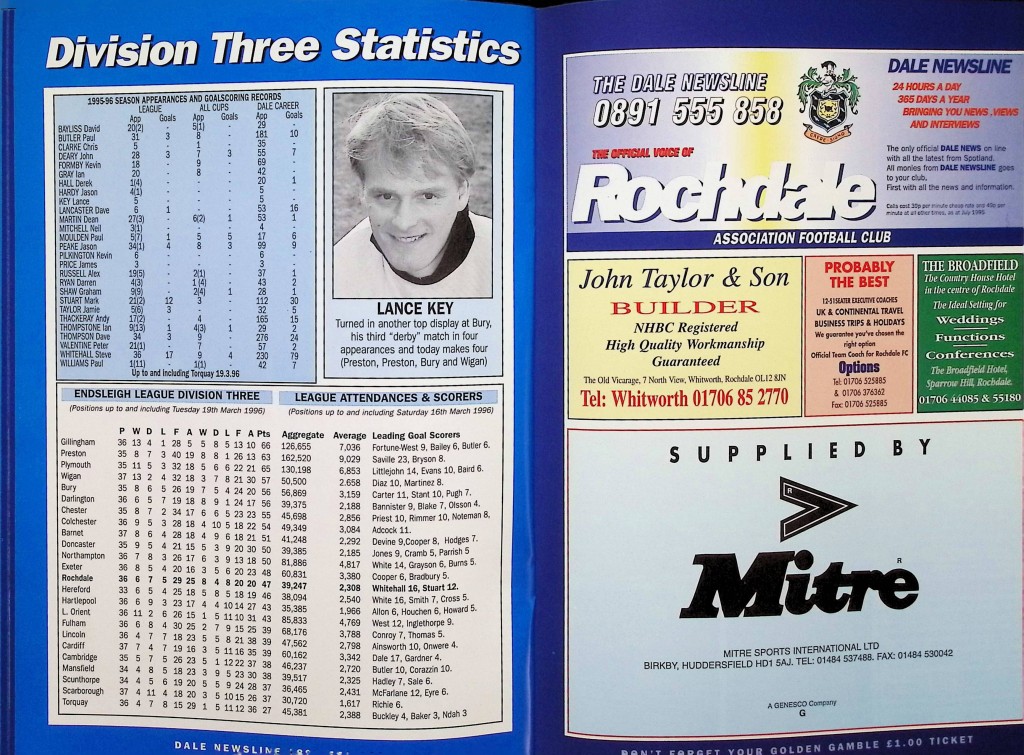 Division Three Statistics
1995-96 SEASON APPEARANCES AND GOALSCORING RECORDS
LEAGUE ALL CUPS DALE CAREER
App Goals App Goals App Goals
BAYLISS David 20(2) - 5(1) - 29 -
BUTLER Paul 31 3 8 - 181 10
CLARKE Chris 5 - 1 - 35 -
DEARY John 28 3 7 3 55 7
FORMBY Kevin 18 - 9 - 69 -
GRAY Ian 20 - 8 - 42 -
HALL Derek 1(4) - - - 20 1
HARDY Jason 4(1) - - - 5 -
KEY Lance 5 - - - 5 -
LANCASTER Dave 6 1 - - 53 16
MARTIN Dean 27(3) - 6(2) 1 53 1
MITCHELL Neil 3(1) - - - 4 -
MOULDEN Paul 5(7) 1 5 5 17 6
PEAKE Jason 34(1) 4 8 3 99 9
PILKINGTON Kevin 6 - - - 6 -
PRICE James 3 - - - 3 -
RUSSELL Alex 19(5) - 2(1) - 37 1
RYAN Darren 4(3) - 1(4) - 43 2
SHAW Graham 9(9) - 2(4) 1 28 1
STUART Mark 21(2) 12 3 - 112 30
TAYLOR Jamie 5(6) 3 - - 32 5
THACKERAY Andy 17(2) - 4 - 165 15
THOMPSTONE Ian 9(13) 1 4(3) 1 29 2
THOMPSON Dave 34 3 9 - 276 24
VALENTINE Peter 21(1) - 7 - 57 2
WHITEHALL Steve 36 17 9 4 230 79
WILLIAMS Paul 1(11) - 1(1) - 42 7
Up to and including Torquay 19.3.96
LANCE KEY
Turned in another top display at Bury,
his third "derby" match in four
appearances and today makes four
(Preston, Preston, Bury and Wigan)
ENDSLEIGH LEAGUE DIVISION THREE
(Positions up to and including Tuesday 19th March 1996)
LEAGUE ATTENDANCES & SCORERS
(Positions up to and including Saturday 16th March 1996)
P W D L F A W D L F A Pts Aggregate Average Leading Goal Scorers
Gillingham 36 13 4 1 28 5 5 8 5 13 10 66 126,655 7,036 Fortune-West 9, Bailey 6, Butler 6.
Preston 35 8 7 3 40 19 8 8 1 26 13 63 162,520 9,029 Saville 23, Bryson 8.
Plymouth 35 11 5 3 32 18 5 6 6 22 21 65 130,198 6,853 Littlejohn 14, Evans 10, Baird 6.
Wigan 37 13 2 4 32 18 3 7 8 21 30 57 50,500 2.658 Diaz 10, Martinez 8.
Bury 35 8 6 5 26 19 7 5 4 24 20 56 56,869 3,159 Carter 11, Stant 10, Pugh 7.
Darlington 36 6 5 7 19 18 8 9 1 24 17 56 39,375 2,188 Bannister 9, Blake 7, Olsson 4.
Chester 35 8 7 2 34 17 6 6 5 23 23 55 45,698 2,856 Priest 10, Rimmer 10, Noteman 8,
Colchester 36 9 5 3 28 18 4 10 5 18 22 54 49,349 3,084 Adcock 11.
Barnet 37 8 6 4 28 18 4 9 6 18 21 51 41,248 2,292 Devine 9,Cooper 8, Hodges 7.
Doncaster 35 9 5 4 21 15 5 3 9 20 30 50 39,385 2,185 Jones 9, Cramb 5, Parrish 5
Northampton 36 7 8 3 26 17 6 3 9 13 18 50 81,886 4,817 White 14, Grayson 6, Burns 5.
Exeter 36 8 5 4 20 16 3 5 6 20 23 48 60,831 3,380 Cooper 6, Bradbury 5.
Rochdale 36 6 7 5 29 25 8 4 8 20 20 47 39,247 2,308 Whitehall 16, Stuart 12.
Hereford 33 6 5 4 25 18 5 8 5 18 19 46 38,094 2,540 White 16, Smith 7, Cross 5.
Hartlepool 36 6 9 3 23 17 4 4 10 14 27 43 35,385 1,966 Allon 6, Houchen 6, Howard 5.
L. Orient 36 11 2 6 26 15 1 5 11 10 31 43 85,833 4,769 West 12, Inglethorpe 9.
Fulham 36 6 8 4 30 25 2 7 9 15 25 39 68,176 3,788 Conroy 7, Thomas 5.
Lincoln 36 4 7 7 18 23 5 5 8 21 38 39 47,562 2,798 Ainsworth 10, Onwere 4.
Cardiff 37 7 4 7 19 16 3 5 11 16 35 39 60,162 3,342 Dale 17, Gardner 4.
Cambridge 35 5 7 5 26 23 5 1 12 22 37 38 46,237 2,720 Butler 10, Corazzin 10.
Mansfield 34 4 8 5 18 23 3 9 5 23 30 38 39,517 2,325 Hadley 7, Sale 6.
Scunthorpe 34 4 5 6 19 20 5 5 9 24 28 37 36,465 2,431 McFarlane 12, Eyre 6.
Scarborough 37 4 11 4 18 20 3 5 10 15 26 37 30,720 1,617 Richie 6.
Torquay 36 4 7 8 15 29 1 5 11 12 36 27 45,381 2,388 Buckley 4, Baker 3, Ndah 3
DALE NEWSLINE
THE DALE NEWSLINE
0891 555 858
DALE NEWSLINE
24 HOURS A DAY
365 DAYS A YEAR
BRINGING YOU NEWS ,VIEWS
AND INTERVIEWS
The only official DALE NEWS on line
with all the latest from Spotland.
All monies from DALE NEWSLINE goes
to your club.
First with all the news and information.
Calls cost 39p per minute cheap rate and 49p per
minute at all other times, as at July 1995
THE OFFICIAL VOICE OF
Rochdale
ASSOCIATION FOOTBALL CLUB
John Taylor & Son
BUILDER
NHBC Registered
High Quality Workmanship
Guaranteed
The Old Vicarage, 7 North View, Whitworth, Rochdale OL12 8JN
Tel: Whitworth 01706 85 2770
PROBABLY
THE BEST
12-51SEATER EXECUTIVE COACHES
UK & CONTINENTAL TRAVEL
BUSINESS TRIPS & HOLIDAYS
We guarantee you've chosen the
right option
Official Team Coach for Rochdale FC
Options
Tel: 01706 525885
& 01706 376362
Fax: 01706 525885
THE BROADFIELD
The Country House Hotel
in the centre of Rochdale
The Ideal Setting for
Weddings
Functions
Conferences
The Broadfield Hotel,
Sparrow Hill, Rochdale.
01706 44085 & 55180
SUPPLIED BY
R
Mitre R
MITRE SPORTS INTERNATIONAL LTD
BIRKBY, HUDDERSFIELD HD1 5AJ. TEL: 01484 537488. FAX: 01484 530042
A GENESCO Company
G
DON'T FORGET YOUR GOLDEN GAMBLE £1.00 TICKET